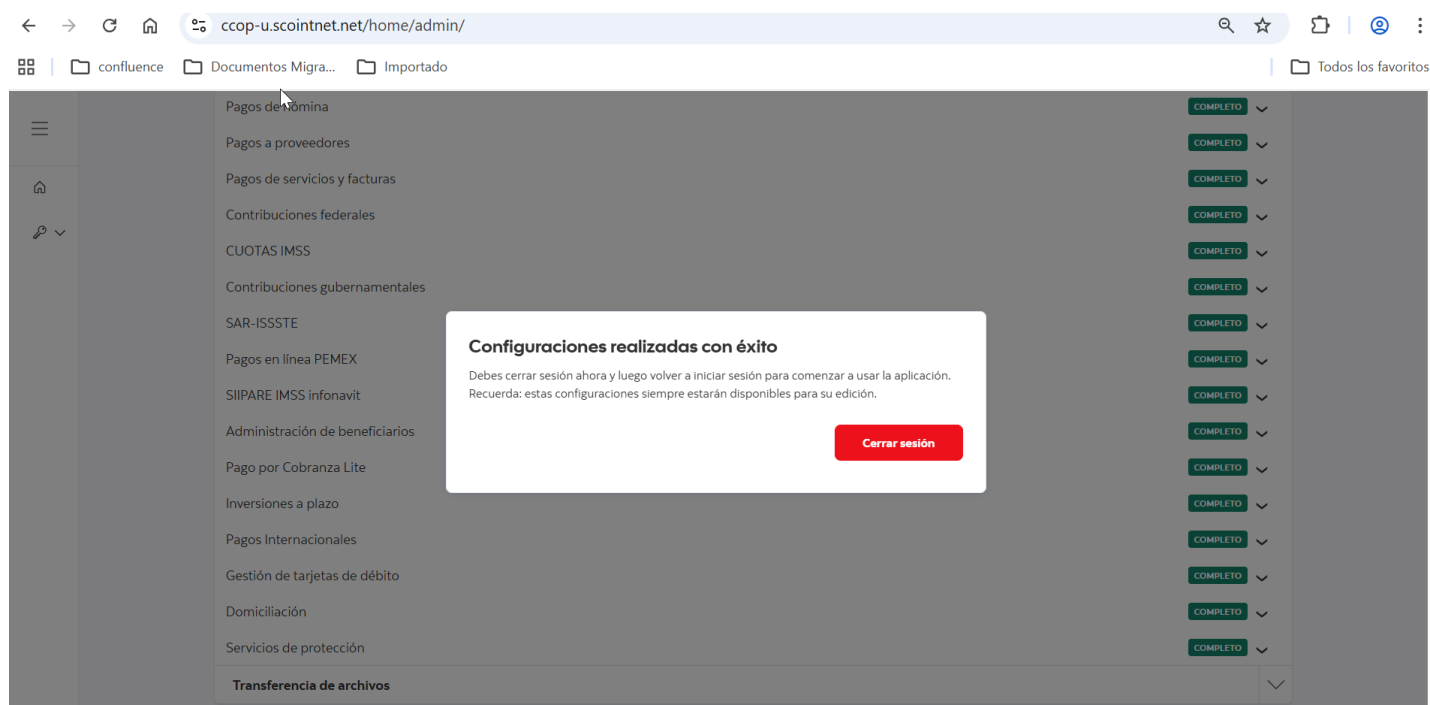 ccop-u.scointnet.net/home/admin/
confluence Documentos Migra... Importado Todos los favoritos
Pagos de nómina COMPLETO
Pagos a proveedores COMPLETO
Pagos de servicios y facturas COMPLETO
Contribuciones federales COMPLETO
CUOTAS IMSS COMPLETO
Contribuciones gubernamentales COMPLETO
SAR-ISSSTE COMPLETO
Pagos en línea PEMEX COMPLETO
SIIPARE IMSS infonavit COMPLETO
Administración de beneficiarios COMPLETO
Pago por Cobranza Lite COMPLETO
Inversiones a plazo COMPLETO
Pagos Internacionales COMPLETO
Gestión de tarjetas de débito COMPLETO
Domiciliación COMPLETO
Servicios de protección COMPLETO
Transferencia de archivos
Configuraciones realizadas con éxito
Debes cerrar sesión ahora y luego volver a iniciar sesión para comenzar a usar la aplicación.
Recuerda: estas configuraciones siempre estarán disponibles para su edición.
Cerrar sesión